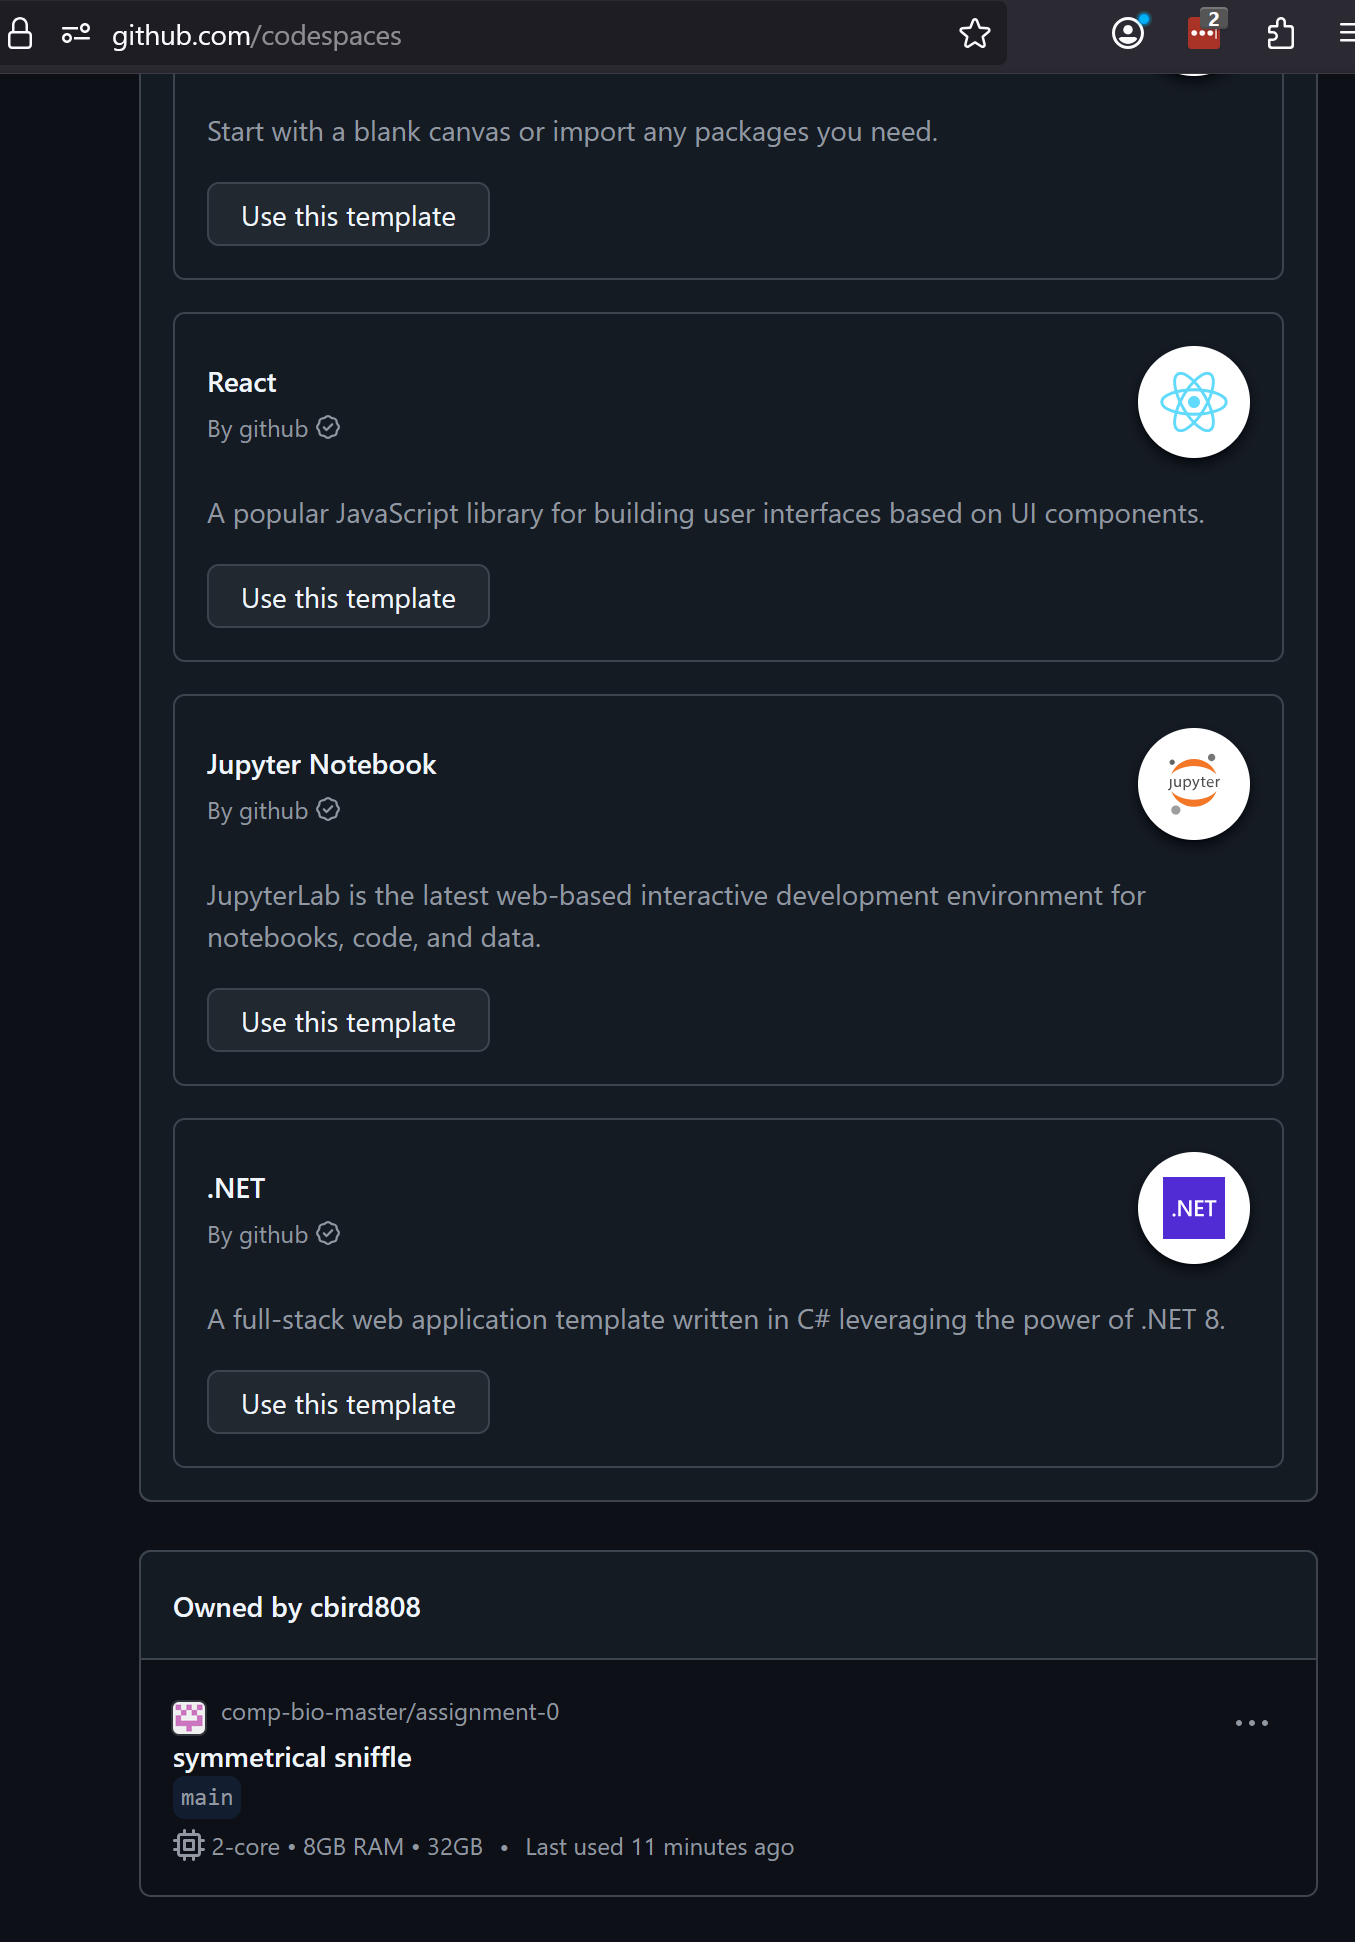 github.com/codespaces
2
Start with a blank canvas or import any packages you need.
Use this template
React
By github
A popular JavaScript library for building user interfaces based on UI components.
Use this template
Jupyter Notebook
By github
jupyter
JupyterLab is the latest web-based interactive development environment for
notebooks, code, and data.
Use this template
.NET
By github
.NET
A full-stack web application template written in C# leveraging the power of .NET 8.
Use this template
Owned by cbird808
comp-bio-master/assignment-0
symmetrical sniffle
main
2-core • 8GB RAM • 32GB • Last used 11 minutes ago